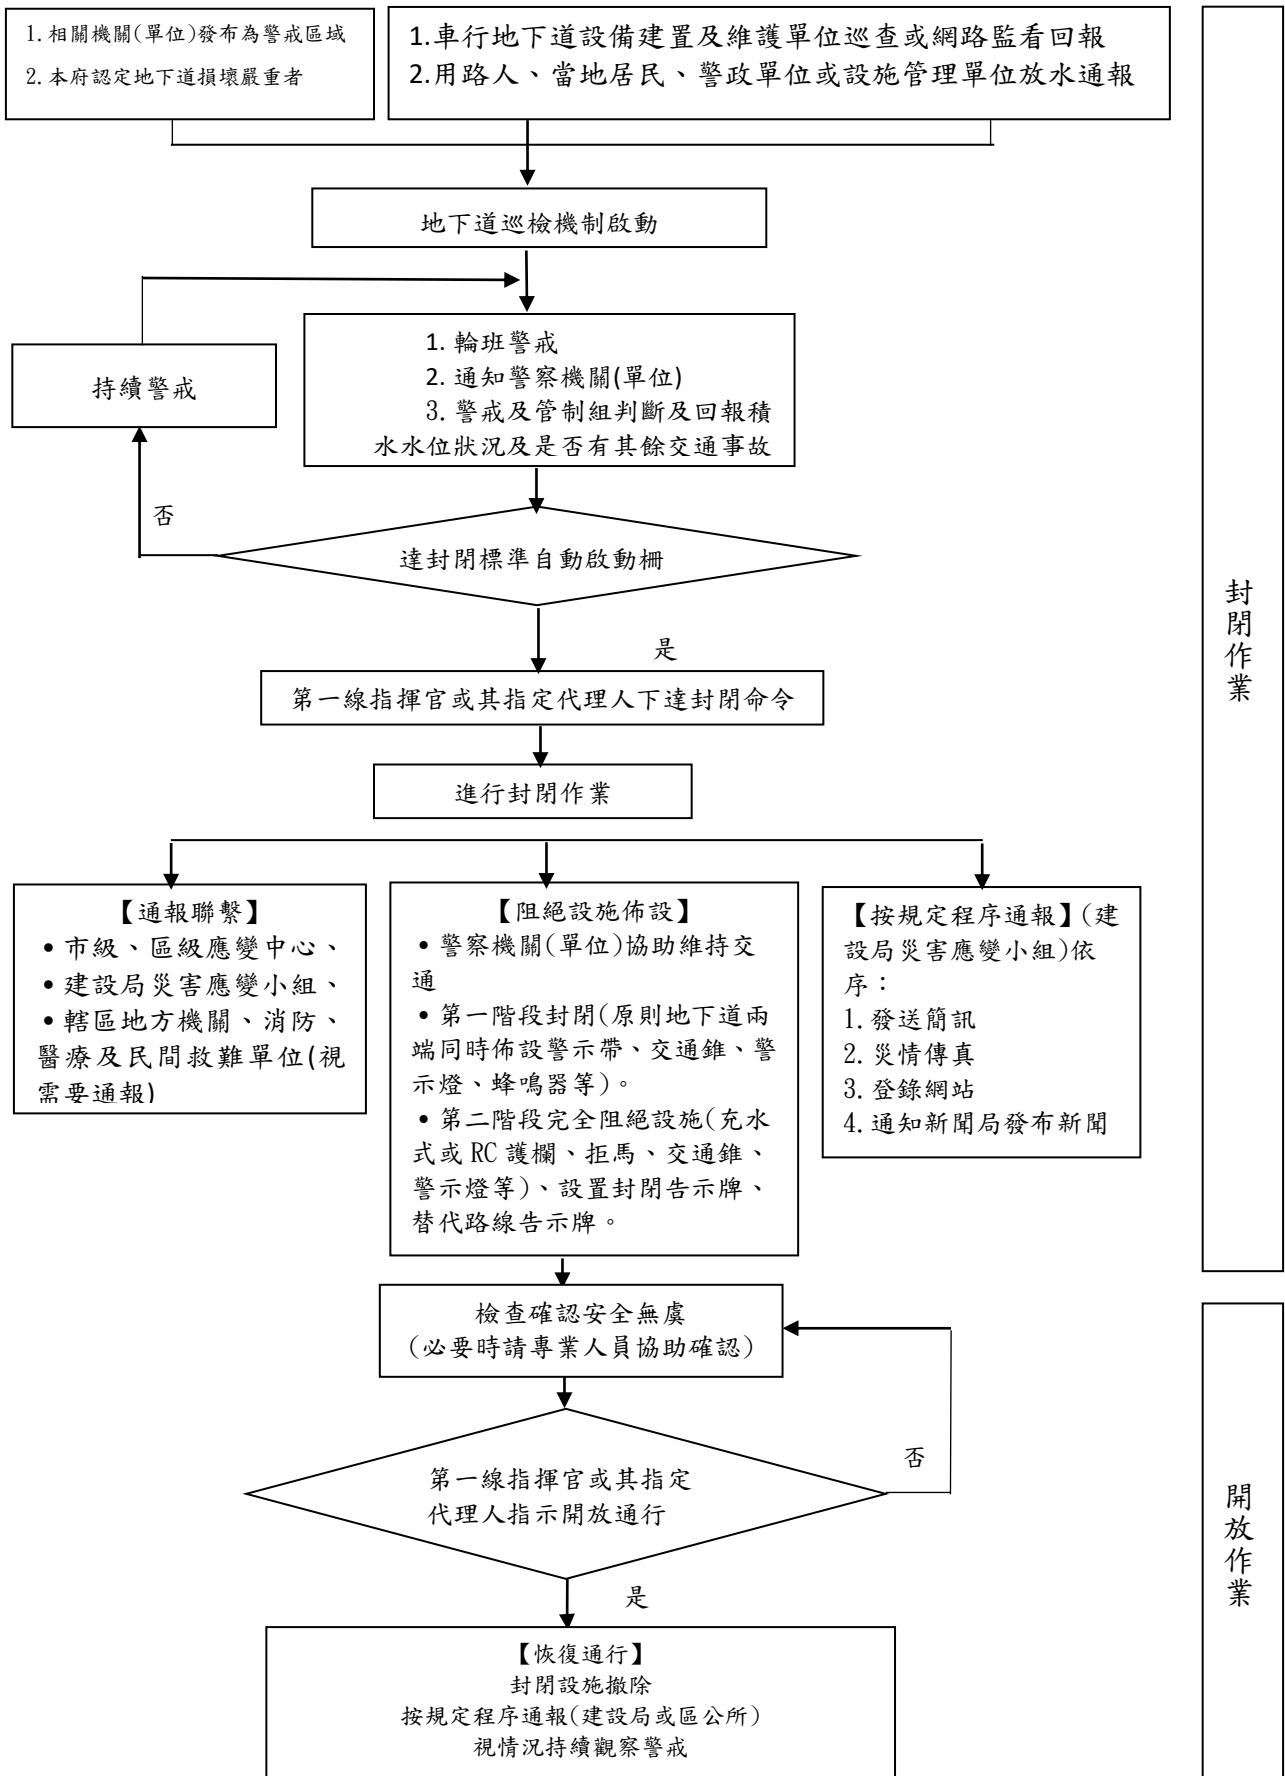 1.相關機關(單位)發布為警戒區域
2.本府認定地下道損壞嚴重者
1.車行地下道設備建置及維護單位巡查或網路監看回報
2.用路人、當地居民、警政單位或設施管理單位放水通報
地下道巡檢機制啟動
1. 輪班警戒
2. 通知警察機關(單位)
3. 警戒及管制組判斷及回報積
水水位狀況及是否有其餘交通事故
持續警戒
否
達封閉標準自動啟動柵
是
第一線指揮官或其指定代理人下達封閉命令
進行封閉作業
【通報聯繫】
•市級、區級應變中心、
•建設局災害應變小組、
•轄區地方機關、消防、
醫療及民間救難單位(視
需要通報)
【阻絕設施佈設】
•警察機關(單位)協助維持交
通
•第一階段封閉(原則地下道兩
端同時佈設警示帶、交通錐、警
示燈、蜂鳴器等)。
•第二階段完全阻絕設施(充水
式或 RC 護欄、拒馬、交通錐、
警示燈等)、設置封閉告示牌、
替代路線告示牌。
【按規定程序通報】(建
設局災害應變小組)依
序：
1.發送簡訊
2.災情傳真
3.登錄網站
4.通知新聞局發布新聞
封閉作業
檢查確認安全無虞
(必要時請專業人員協助確認)
第一線指揮官或其指定
代理人指示開放通行
否
是
【恢復通行】
封閉設施撤除
按規定程序通報(建設局或區公所)
視情況持續觀察警戒
開放作業